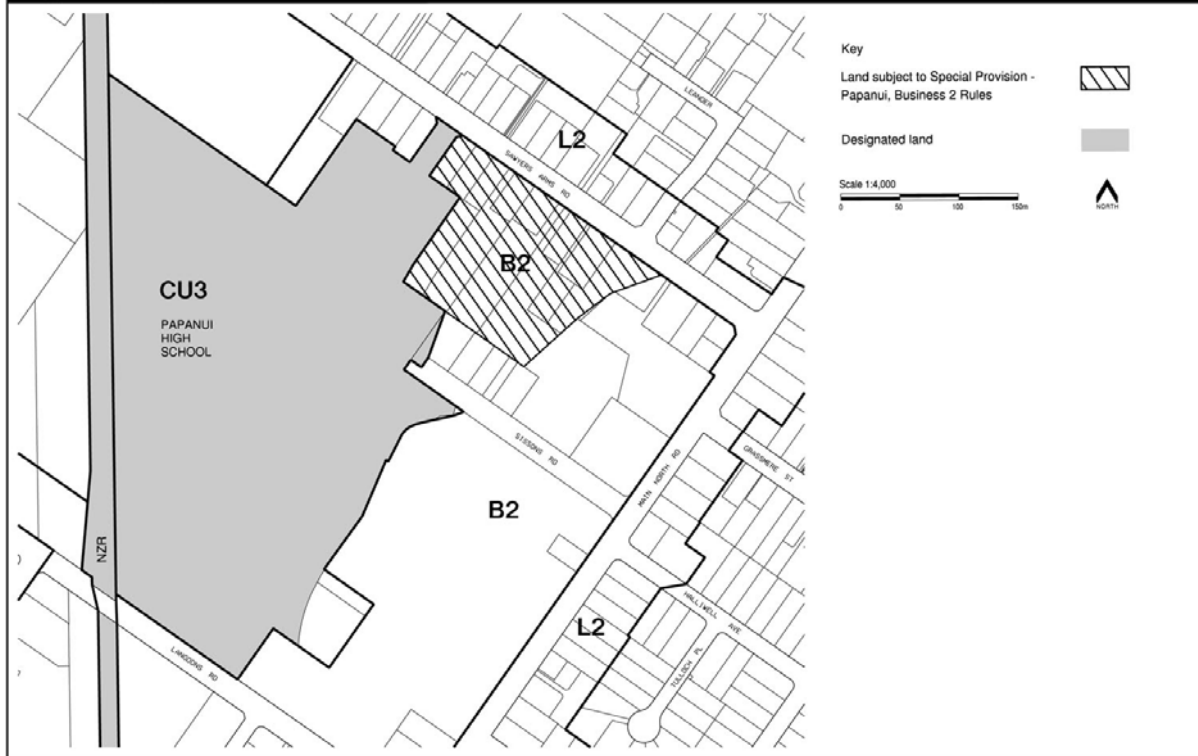 LEANDER
L2
SAWYERS ARMS RD
B2
CU3
PAPANUI
HIGH
SCHOOL
SISSONS RD
GRASSMERE ST
MAIN NORTH RD
B2
NZR
HALLIWELL AVE
L2
TULLOCH PL
LANGDONS RD
Key
Land subject to Special Provision -
Papanui, Business 2 Rules
Designated land
Scale 1:4,000
0 50 100 150m
NORTH